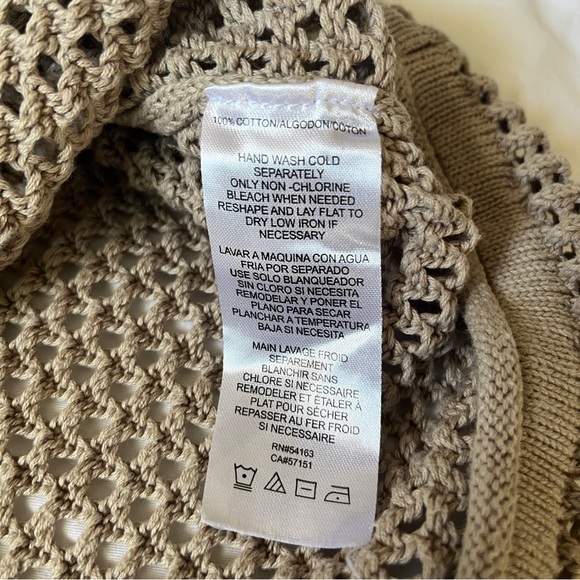 100% COTTON/ALGODON/COTON
HAND WASH COLD
SEPARATELY
ONLY NON -CHLORINE
BLEACH WHEN NEEDED
RESHAPE AND LAY FLAT TO
DRY LOW IRON IF
NECESSARY
LAVAR A MAQUINA CON AGUA
FRIA POR SEPARADO
USE SOLO BLANQUEADOR
SIN CLORO SI NECESITA
REMODELAR Y PONER EL
PLANO PARA SECAR
PLANCHAR A TEMPERATURA
BAJA SI NECESITA
MAIN LAVAGE FROID
SEPAREMENT
BLANCHIR SANS
CHLORE SI NECESSAIRE
REMODELER ET ÉTALER À
PLAT POUR SÉCHER
REPASSER AU FER FROID
SI NECESSAIRE
RN#54163
CA#57151